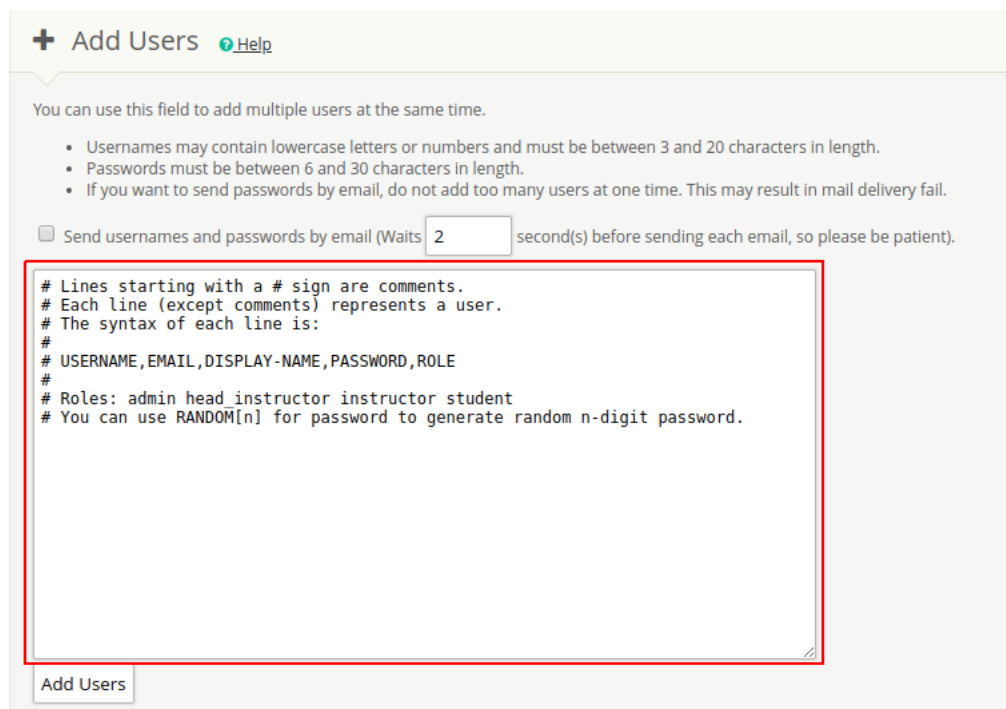 Add Users Help
You can use this field to add multiple users at the same time.
Usernames may contain lowercase letters or numbers and must be between 3 and 20 characters in length.
Passwords must be between 6 and 30 characters in length.
If you want to send passwords by email, do not add too many users at one time. This may result in mail delivery fail.
Send usernames and passwords by email (Waits 2 second(s) before sending each email, so please be patient).
# Lines starting with a # sign are comments.
# Each line (except comments) represents a user.
# The syntax of each line is:
#
# USERNAME,EMAIL,DISPLAY-NAME,PASSWORD,ROLE
#
# Roles: admin head_instructor instructor student
# You can use RANDOM[n] for password to generate random n-digit password.
Add Users